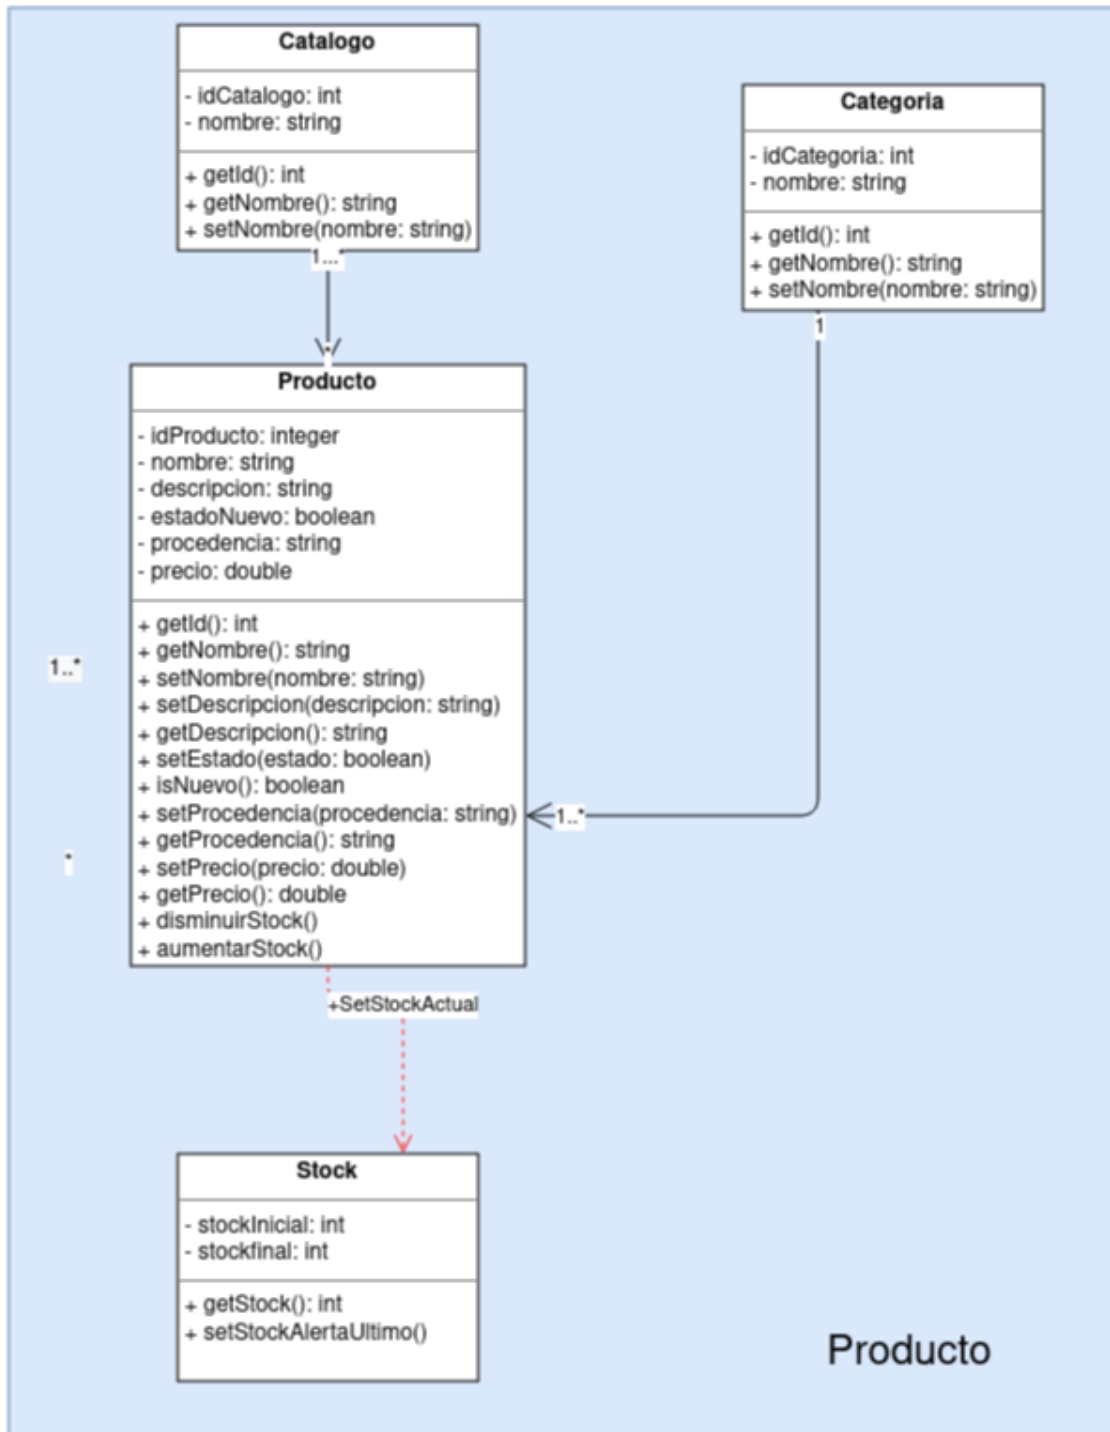 Catalogo
- idCatalogo: int
- nombre: string
+ getId(): int
+ getNombre(): string
+ setNombre(nombre: string)
1...*
*
Categoria
- idCategoria: int
- nombre: string
+ getId(): int
+ getNombre(): string
+ setNombre(nombre: string)
1
1..*
Producto
- idProducto: integer
- nombre: string
- descripcion: string
- estadoNuevo: boolean
- procedencia: string
- precio: double
+ getId(): int
+ getNombre(): string
+ setNombre(nombre: string)
+ setDescripcion(descripcion: string)
+ getDescripcion(): string
+ setEstado(estado: boolean)
+ isNuevo(): boolean
+ setProcedencia(procedencia: string)
+ getProcedencia(): string
+ setPrecio(precio: double)
+ getPrecio(): double
+ disminuirStock()
+ aumentarStock()
1..*
*
+SetStockActual
Stock
- stockInicial: int
- stockfinal: int
+ getStock(): int
+ setStockAlertaUltimo()
Producto